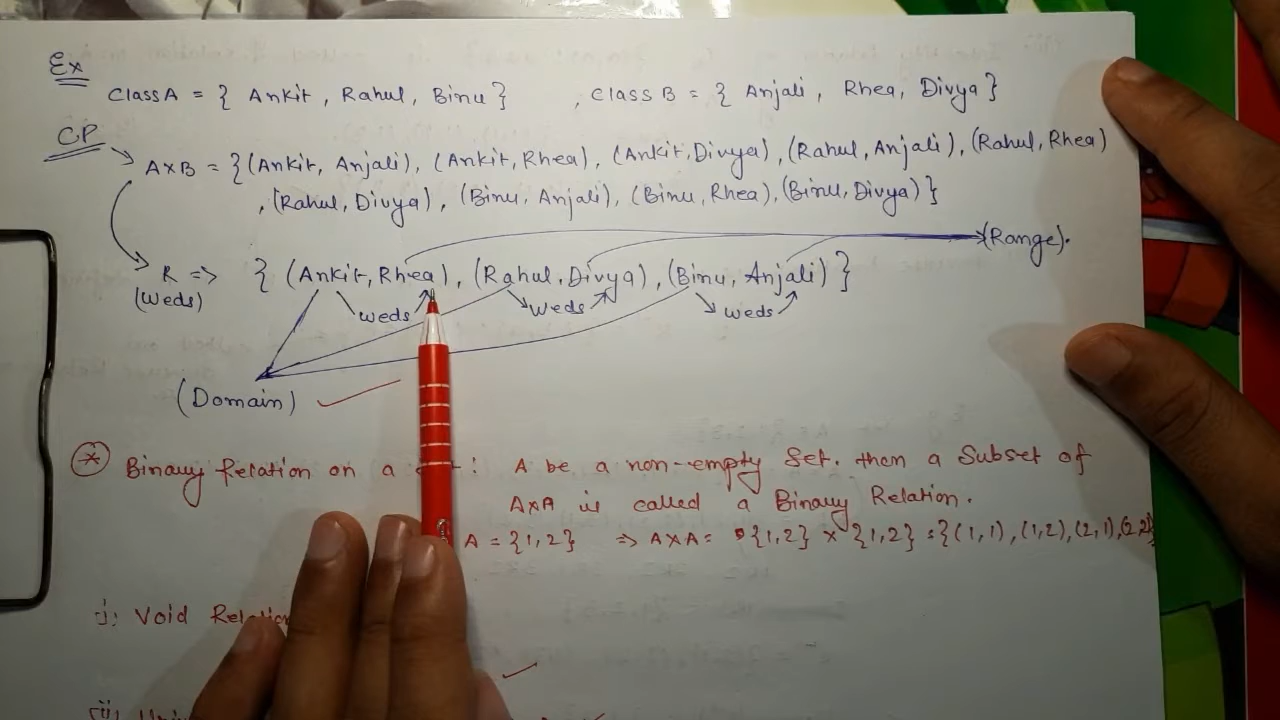 Ex
Class A = { Ankit, Rahul, Binu } , Class B = { Anjali, Rhea, Divya }
CP
A×B = {(Ankit, Anjali), (Ankit, Rhea), (Ankit, Divya), (Rahul, Anjali), (Rahul, Rhea)
, (Rahul, Divya), (Binu, Anjali), (Binu, Rhea), (Binu, Divya) }
(Range).
R => { (Ankit, Rhea), (Rahul, Divya), (Binu, Anjali) }
(Weds)
weds weds weds
(Domain)
* Binary Relation on a : A be a non-empty Set. then a Subset of
A×A is called a Binary Relation.
A = {1,2} => A×A = {1,2} × {1,2} = {(1,1), (1,2), (2,1), (2,2)}
i: Void
(ii)